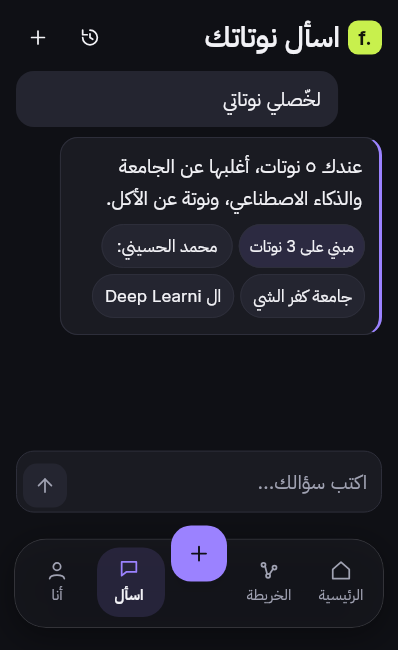 f. اسأل نوتاتك
لخّصلي نوتاتي
عندك ٥ نوتات، أغلبها عن الجامعة
والذكاء الاصطناعي، ونوتة عن الأكل.
مبني على 3 نوتات
محمد الحسيني:
جامعة كفر الشي
ال Deep Learni
اكتب سؤالك...
الرئيسية
الخريطة
اسأل
أنا